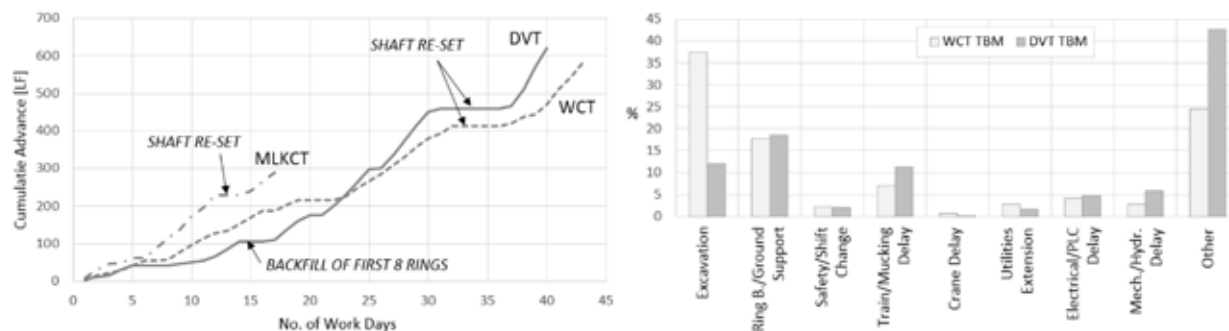 700
600
500
400
300
200
100
0
Cumulatie Advance [LF]
0 5 10 15 20 25 30 35 40 45
No. of Work Days
SHAFT RE-SET
DVT
WCT
SHAFT RE-SET
MLKCT
BACKFILL OF FIRST 8 RINGS
45
40
35
30
25
20
15
10
5
0
%
WCT TBM DVT TBM
Excavation
Ring B./Ground
Support
Safety/Shift
Change
Train/Mucking
Delay
Crane Delay
Utilities
Extension
Electrical/PLC
Delay
Mech./Hydr.
Delay
Other